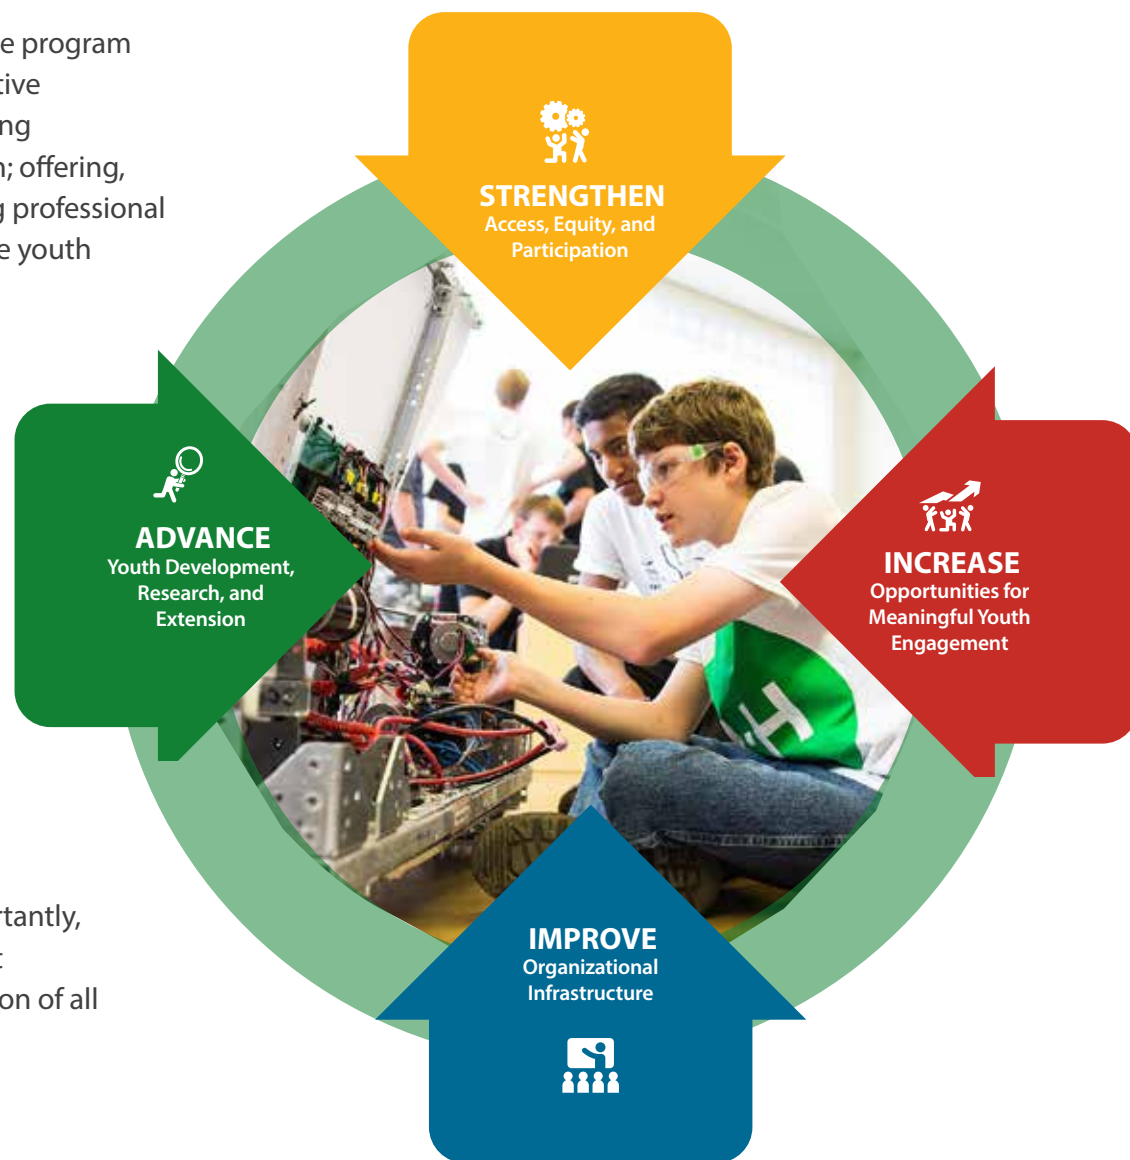 e program
tive
ng
n; offering,
g professional
e youth
STRENGTHEN
Access, Equity, and
Participation
ADVANCE
Youth Development,
Research, and
Extension
INCREASE
Opportunities for
Meaningful Youth
Engagement
IMPROVE
Organizational
Infrastructure
rtantly,
t
on of all
H